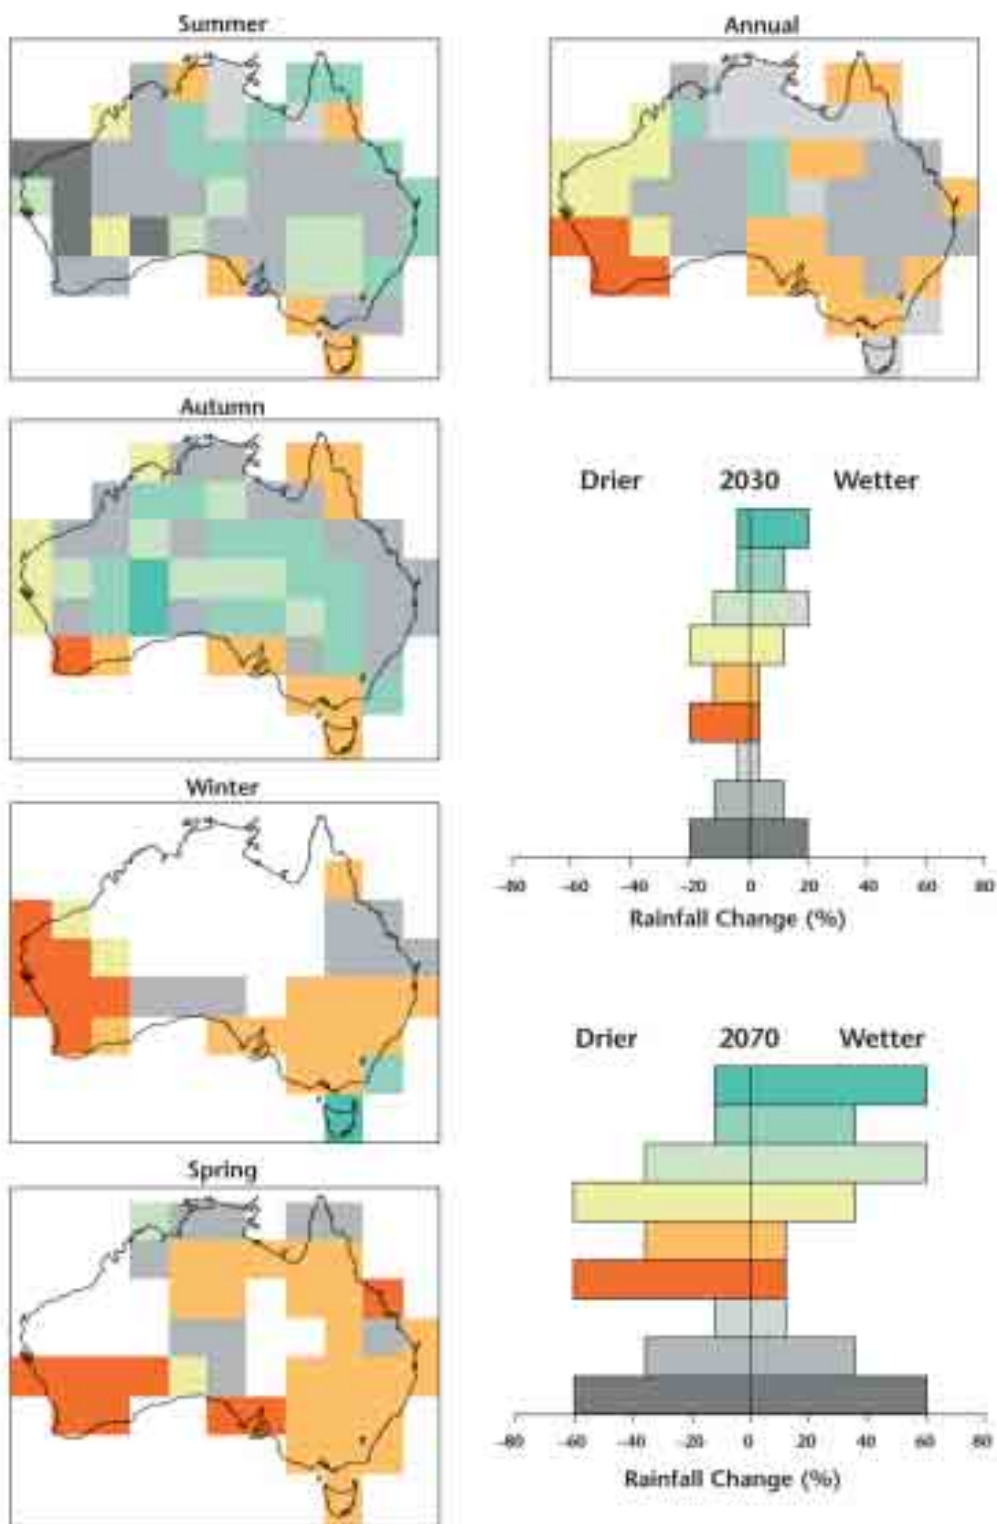 Summer
Annual
Autumn
Drier 2030 Wetter
-80 -60 -40 -20 0 20 40 60 80
Rainfall Change (%)
Winter
Drier 2070 Wetter
-80 -60 -40 -20 0 20 40 60 80
Rainfall Change (%)
Spring